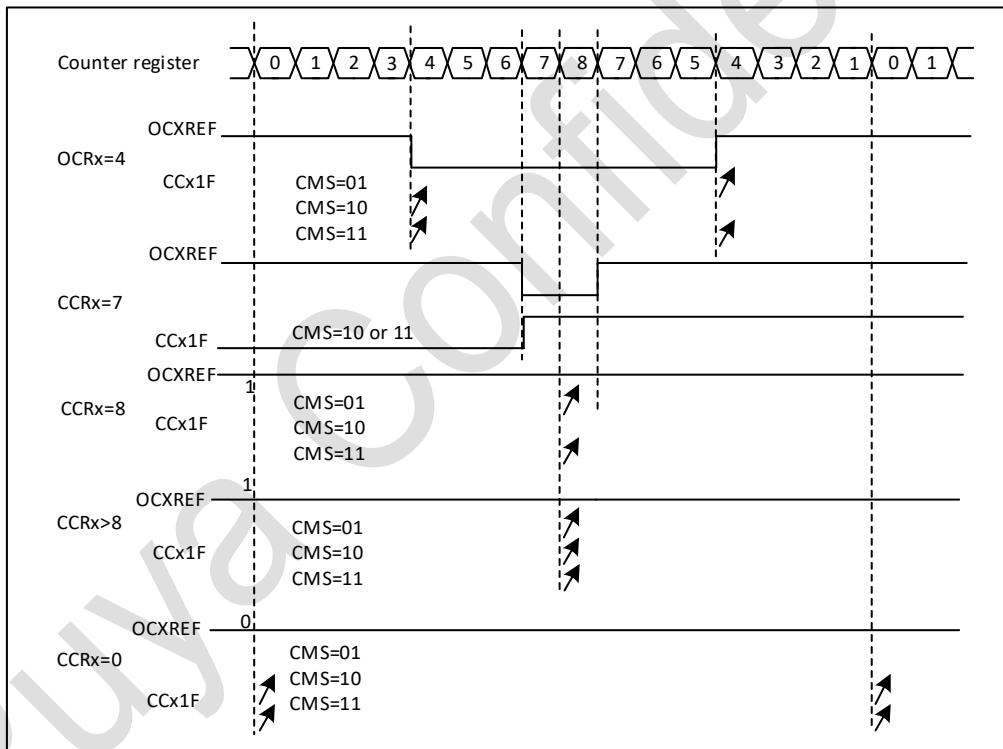 Counter register 0 1 2 3 4 5 6 7 8 7 6 5 4 3 2 1 0 1
OCXREF
OCRx=4
CCx1F
CMS=01
CMS=10
CMS=11
OCXREF
CCRx=7
CCx1F
CMS=10 or 11
OCXREF
1
CCRx=8
CCx1F
CMS=01
CMS=10
CMS=11
OCXREF
1
CCRx>8
CCx1F
CMS=01
CMS=10
CMS=11
OCXREF
0
CCRx=0
CCx1F
CMS=01
CMS=10
CMS=11
Puya Confide